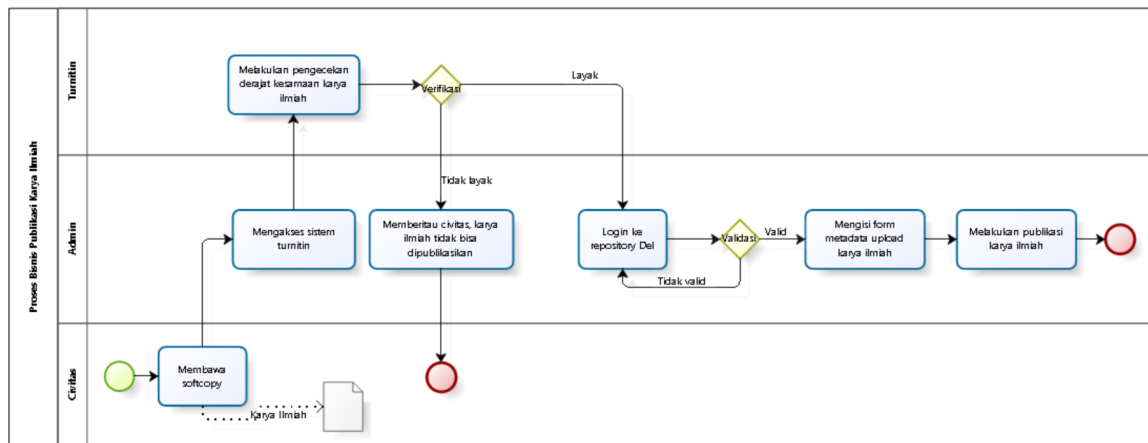 Proses Bisnis Publikasi Karya Ilmiah
Turnitin
Melakukan pengecekan
derajat kesamaan karya
ilmiah
Verifikasi
Layak
Tidak layak
Admin
Mengakses sistem
turnitin
Memberitau civitas, karya
ilmiah tidak bisa
dipublikasikan
Login ke
repository Del
Validasi
Valid
Tidak valid
Mengisi form
metadata upload
karya ilmiah
Melakukan publikasi
karya ilmiah
Civitas
Membawa
softcopy
Karya Ilmiah